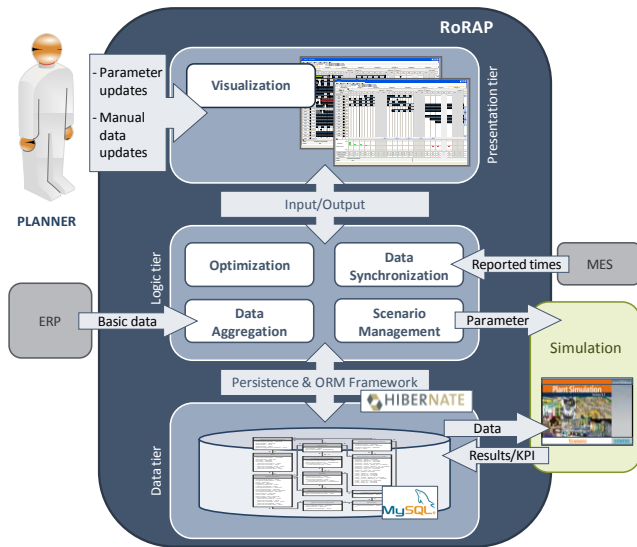 RoRAP
- Parameter
updates
- Manual
data
updates
Visualization
Presentation tier
PLANNER
Input/Output
Logic tier
Optimization
Data
Synchronization
Reported times
MES
ERP
Basic data
Data
Aggregation
Scenario
Management
Parameter
Simulation
Persistence & ORM Framework
HIBERNATE
Plant Simulation
Data tier
Data
Results/KPI
MySQL